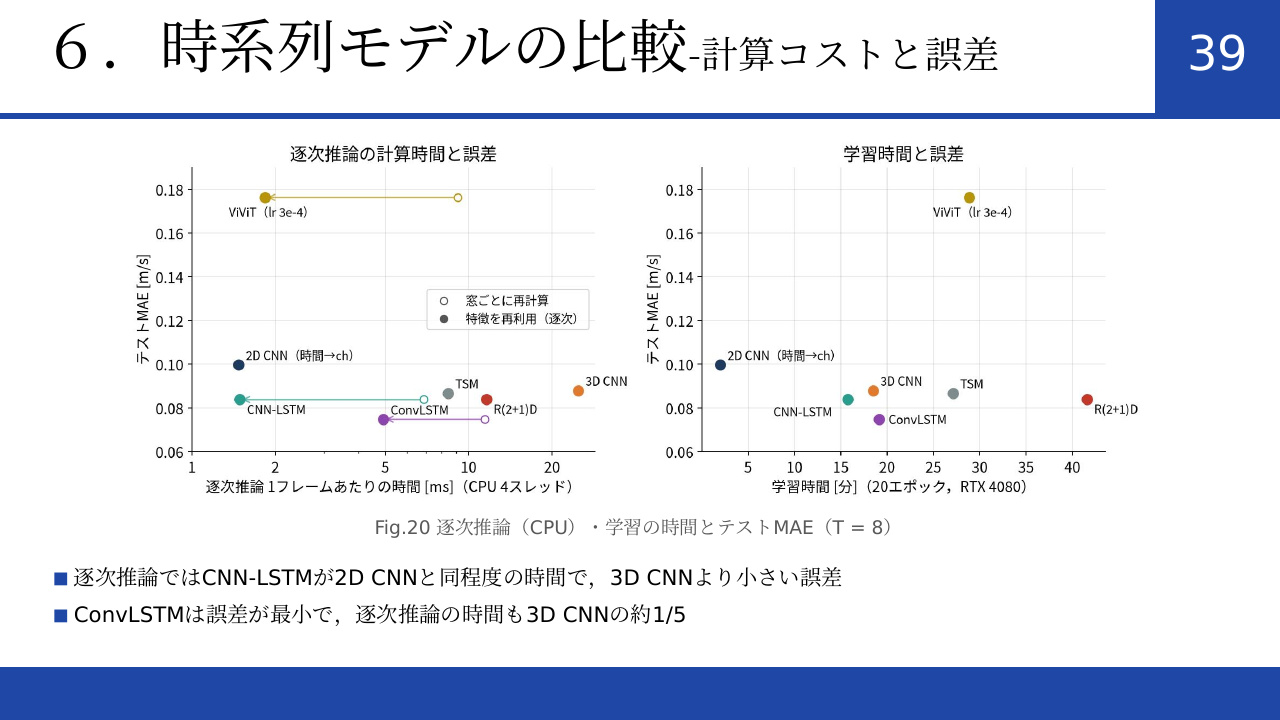 ６．時系列モデルの比較-計算コストと誤差
39
逐次推論の計算時間と誤差
テストMAE [m/s]
0.18
0.16
0.14
0.12
0.10
0.08
0.06
ViViT（lr 3e-4）
窓ごとに再計算
特徴を再利用（逐次）
2D CNN（時間→ch）
TSM
3D CNN
CNN-LSTM
ConvLSTM
R(2+1)D
1 2 5 10 20
逐次推論 1フレームあたりの時間 [ms]（CPU 4スレッド）
学習時間と誤差
テストMAE [m/s]
0.18
0.16
0.14
0.12
0.10
0.08
0.06
ViViT（lr 3e-4）
2D CNN（時間→ch）
3D CNN
TSM
CNN-LSTM
ConvLSTM
R(2+1)D
5 10 15 20 25 30 35 40
学習時間 [分]（20エポック，RTX 4080）
Fig.20 逐次推論（CPU）・学習の時間とテストMAE（T = 8）
■ 逐次推論ではCNN-LSTMが2D CNNと同程度の時間で，3D CNNより小さい誤差
■ ConvLSTMは誤差が最小で，逐次推論の時間も3D CNNの約1/5